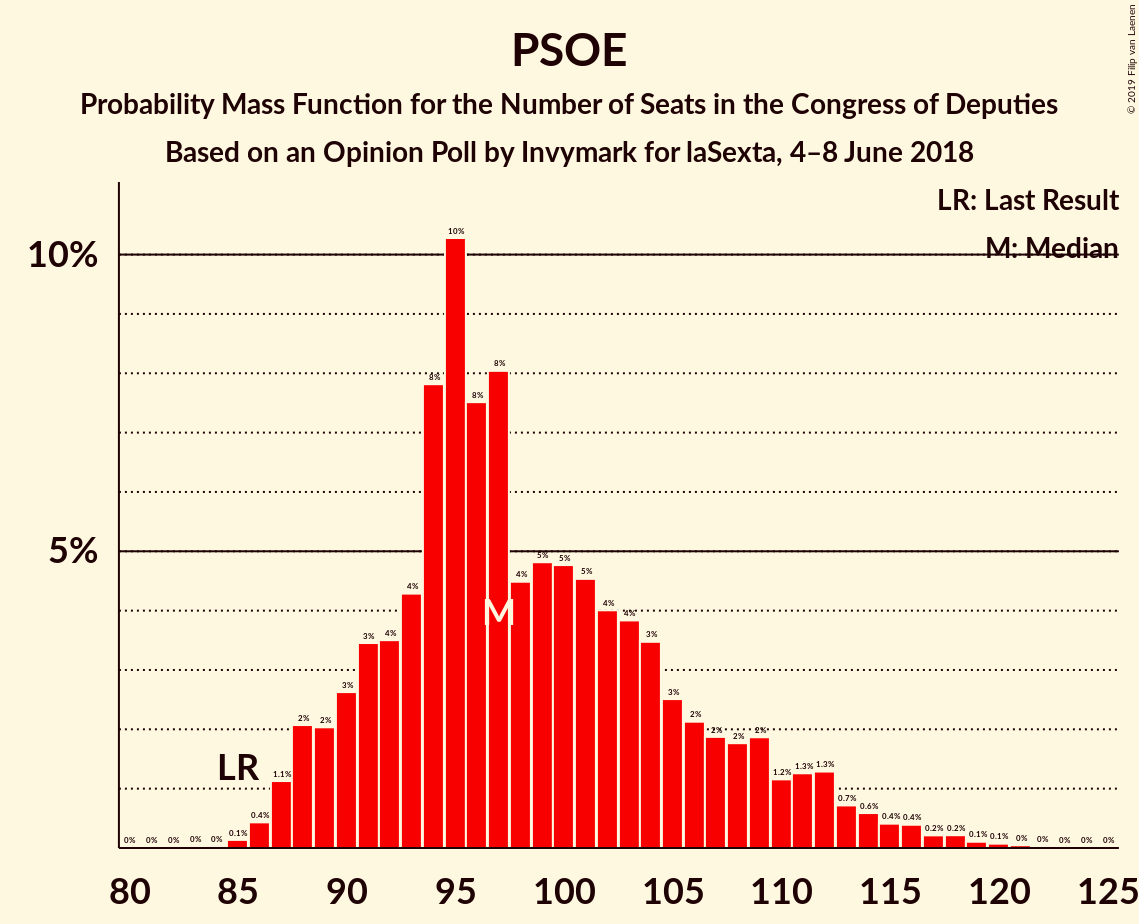 PSOE
Probability Mass Function for the Number of Seats in the Congress of Deputies
Based on an Opinion Poll by Invymark for laSexta, 4–8 June 2018
© 2019 Filip van Laenen
LR: Last Result
M: Median
10%
5%
LR
M
0% 0% 0% 0% 0% 0.1% 0.4% 1.1% 2% 2% 3% 3% 4% 4% 8% 10% 8% 8% 4% 5% 5% 5% 4% 4% 3% 3% 2% 2% 2% 2% 1.2% 1.3% 1.3% 0.7% 0.6% 0.4% 0.4% 0.2% 0.2% 0.1% 0.1% 0% 0% 0% 0% 0%
80 85 90 95 100 105 110 115 120 125